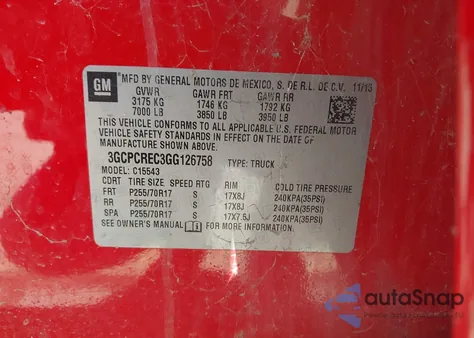 GM
MFD BY GENERAL MOTORS DE MEXICO, S. DE R.L. DE C.V. 11/15
GVWR GAWR FRT GAWR RR
3175 KG 1746 KG 1792 KG
7000 LB 3850 LB 3950 LB
THIS VEHICLE CONFORMS TO ALL APPLICABLE U.S. FEDERAL MOTOR
VEHICLE SAFETY STANDARDS IN EFFECT ON THE DATE OF
MANUFACTURE SHOWN ABOVE.
3GCPCREC3GG126758 TYPE: TRUCK
MODEL: C15543
CDRT TIRE SIZE SPEED RTG RIM COLD TIRE PRESSURE
FRT P255/70R17 S 17X8J 240KPA(35PSI)
RR P255/70R17 S 17X8J 240KPA(35PSI)
SPA P255/70R17 S 17X7.5J 240KPA(35PSI)
SEE OWNER'S MANUAL FOR MORE INFORMATION.
autoSnap